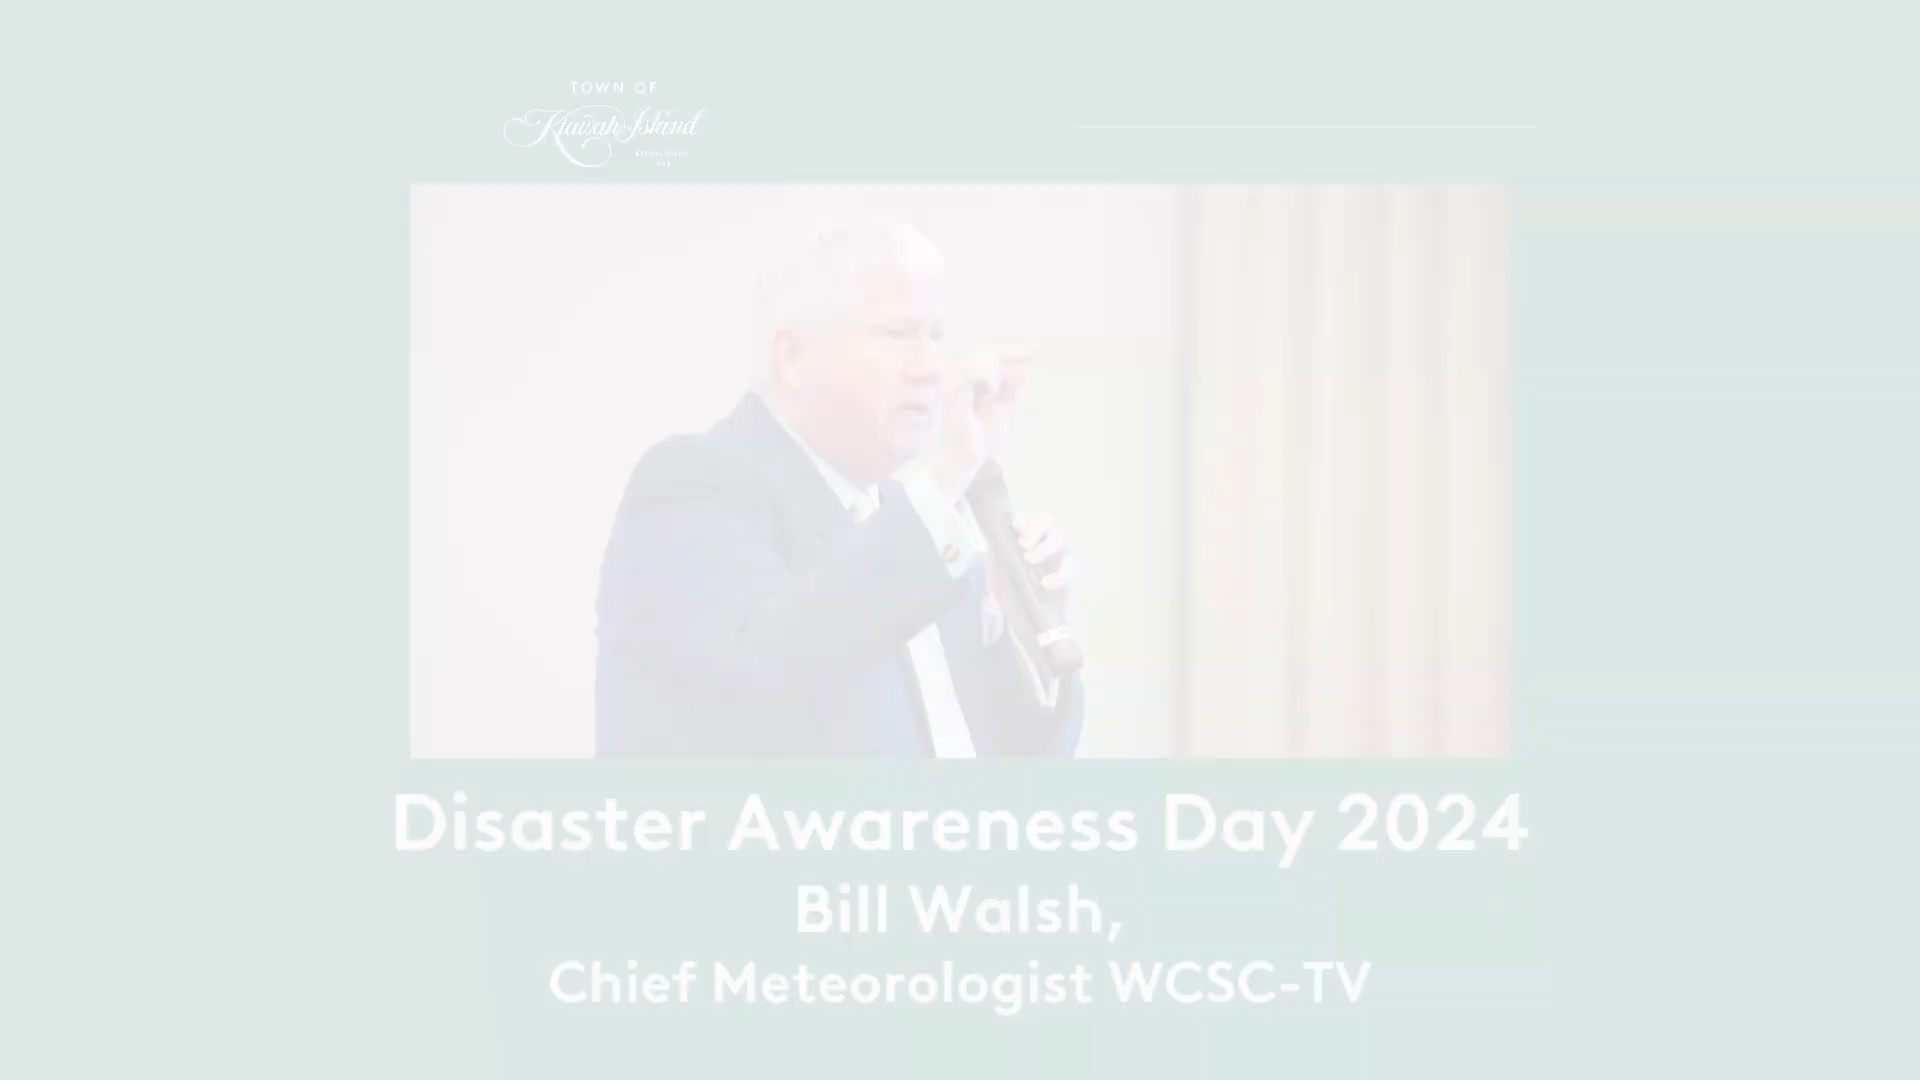 TOWN OF
Kiawah Island
Disaster Awareness Day 2024
Bill Walsh,
Chief Meteorologist WCSC-TV